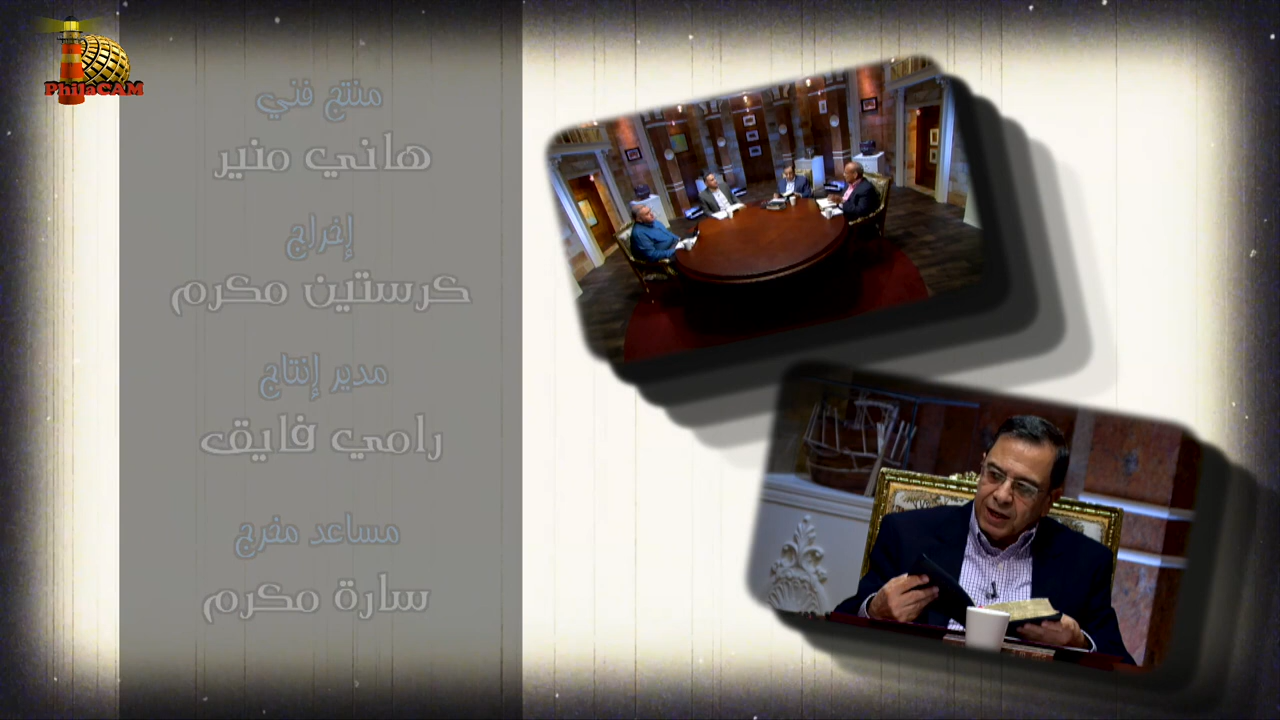 PhilaCAM
منتج فني
هاني منير
إخراج
كرستين مكرم
مدير إنتاج
رامي فايق
مساعد مخرج
سارة مكرم